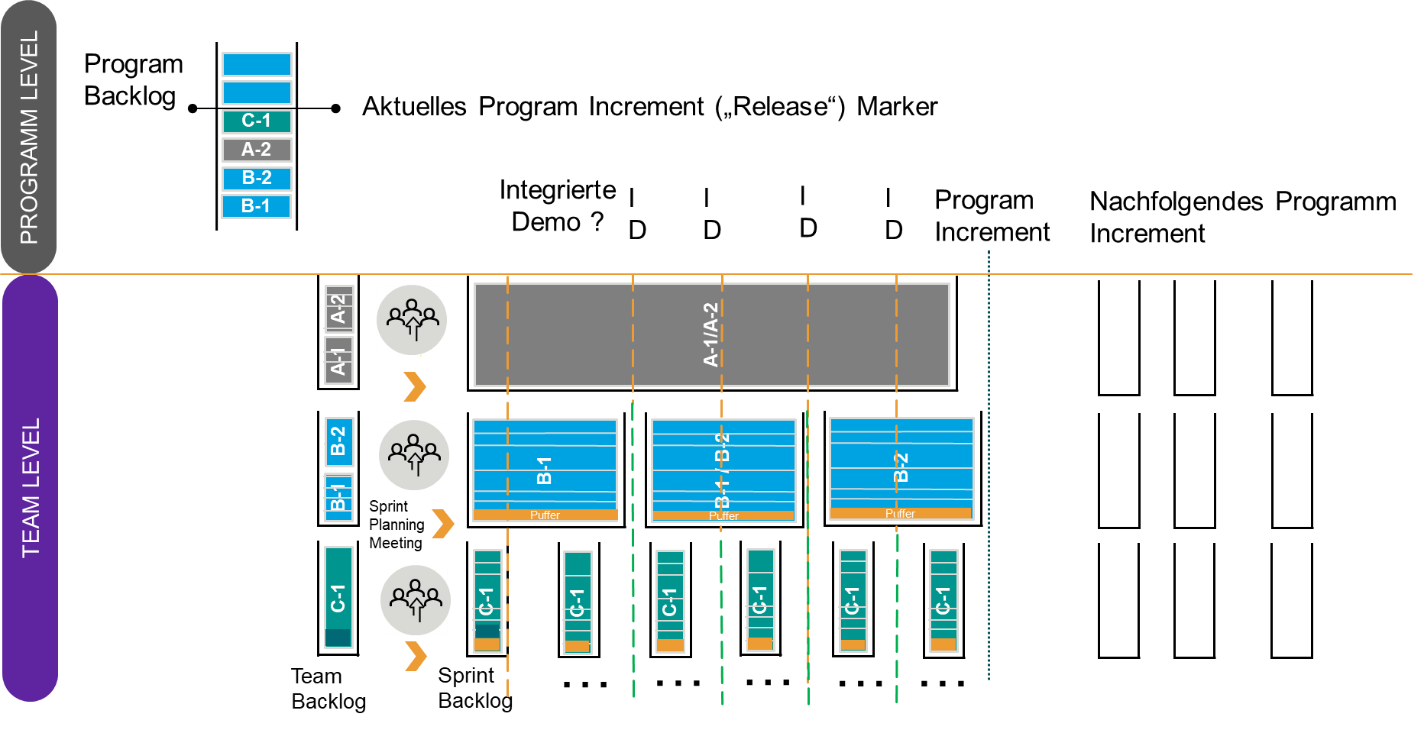 PROGRAMM LEVEL
Program
Backlog
Aktuelles Program Increment („Release“) Marker
C-1
A-2
B-2
B-1
Integrierte
Demo ?
I
D
I
D
I
D
I
D
Program
Increment
Nachfolgendes Programm
Increment
TEAM LEVEL
A-2
A-1
A-1/A-2
B-2
B-1
Sprint
Planning
Meeting
B-1
Puffer
B-1 / B-2
Puffer
B-2
Puffer
C-1
C-1
C-1
C-1
C-1
C-1
C-1
Team
Backlog
Sprint
Backlog
...
...
...
...
...